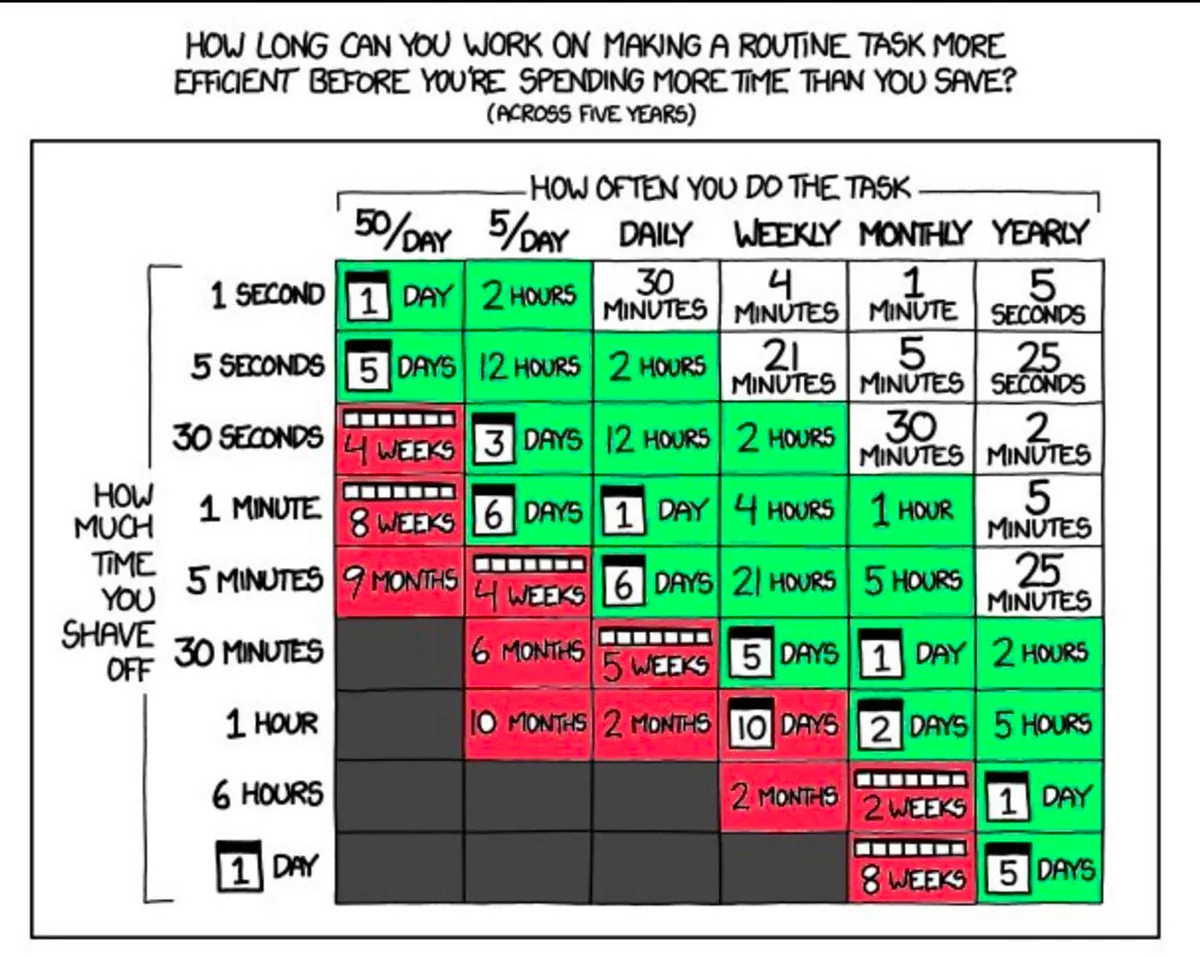 HOW LONG CAN YOU WORK ON MAKING A ROUTINE TASK MORE
EFFICIENT BEFORE YOU'RE SPENDING MORE TIME THAN YOU SAVE?
(ACROSS FIVE YEARS)
HOW OFTEN YOU DO THE TASK
50/DAY 5/DAY DAILY WEEKLY MONTHLY YEARLY
HOW
MUCH
TIME
YOU
SHAVE
OFF
1 SECOND 1 DAY 2 HOURS 30 MINUTES 4 MINUTES 1 MINUTE 5 SECONDS
5 SECONDS 5 DAYS 12 HOURS 2 HOURS 21 MINUTES 5 MINUTES 25 SECONDS
30 SECONDS 4 WEEKS 3 DAYS 12 HOURS 2 HOURS 30 MINUTES 2 MINUTES
1 MINUTE 8 WEEKS 6 DAYS 1 DAY 4 HOURS 1 HOUR 5 MINUTES
5 MINUTES 9 MONTHS 4 WEEKS 6 DAYS 21 HOURS 5 HOURS 25 MINUTES
30 MINUTES 6 MONTHS 5 WEEKS 5 DAYS 1 DAY 2 HOURS
1 HOUR 10 MONTHS 2 MONTHS 10 DAYS 2 DAYS 5 HOURS
6 HOURS 2 MONTHS 2 WEEKS 1 DAY
1 DAY 8 WEEKS 5 DAYS